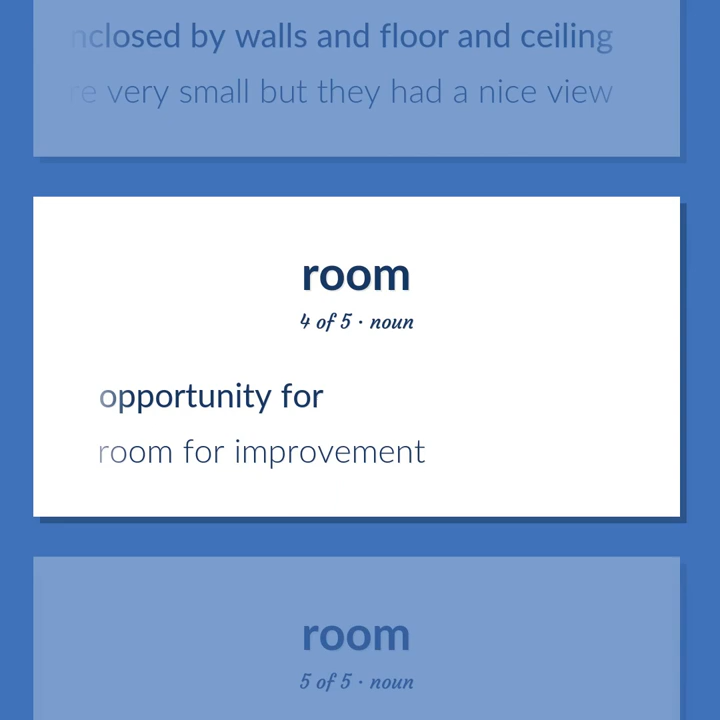 nclosed by walls and floor and ceiling
re very small but they had a nice view
room
4 of 5 · noun
opportunity for
room for improvement
room
5 of 5 · noun